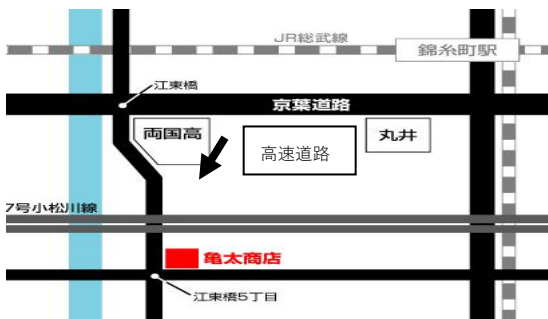 JR総武線
錦糸町駅
江東橋
京葉道路
両国高
高速道路
丸井
7号小松川線
亀太商店
江東橋5丁目